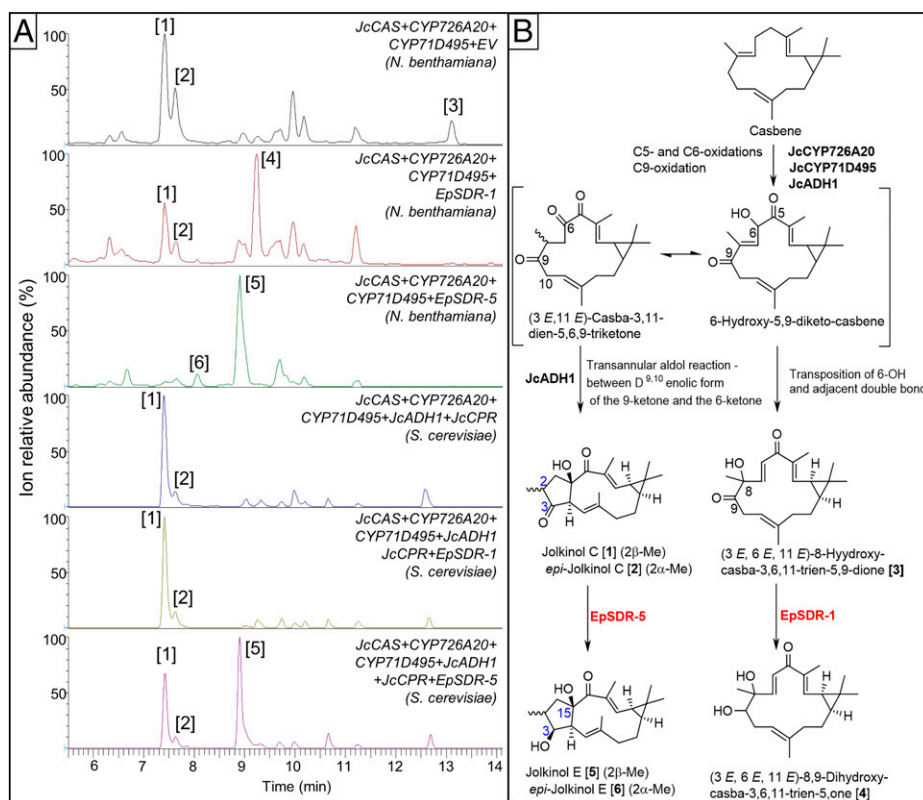 A
Ion relative abundance (%)
JcCAS+CYP726A20+
CYP71D495+EV
(N. benthamiana)
100
50
[1]
[2]
[3]
JcCAS+CYP726A20+
CYP71D495+
EpSDR-1
(N. benthamiana)
100
50
[1]
[2]
[4]
JcCAS+CYP726A20+
CYP71D495+EpSDR-5
(N. benthamiana)
100
50
[5]
[6]
JcCAS+CYP726A20+
CYP71D495+JcADH1+JcCPR
(S. cerevisiae)
100
50
[1]
[2]
JcCAS+CYP726A20+
CYP71D495+JcADH1
JcCPR+EpSDR-1
(S. cerevisiae)
100
50
[1]
[2]
JcCAS+CYP726A20+
CYP71D495+JcADH1
+JcCPR+EpSDR-5
(S. cerevisiae)
100
50
[1]
[2]
[5]
6 7 8 9 10 11 12 13 14
Time (min)
B
Casbene
C5- and C6-oxidations
C9-oxidation
JcCYP726A20
JcCYP71D495
JcADH1
O O
6
O 9
10
(3 E,11 E)-Casba-3,11-
dien-5,6,9-triketone
O
HO 5
6
O 9
6-Hydroxy-5,9-diketo-casbene
JcADH1
Transannular aldol reaction -
between D 9,10 enolic form
of the 9-ketone and the 6-ketone
Transposition of 6-OH
and adjacent double bond
HO O
2 H
3 H
O H
Jolkinol C [1] (2β-Me)
epi-Jolkinol C [2] (2α-Me)
O
HO H
8
O 9 H
(3 E, 6 E, 11 E)-8-Hyydroxy-
casba-3,6,11-trien-5,9-dione [3]
EpSDR-5
EpSDR-1
HO O
15 H
3 H
HO H
Jolkinol E [5] (2β-Me)
epi-Jolkinol E [6] (2α-Me)
O
HO H
HO H
(3 E, 6 E, 11 E)-8,9-Dihydroxy-
casba-3,6,11-trien-5,one [4]